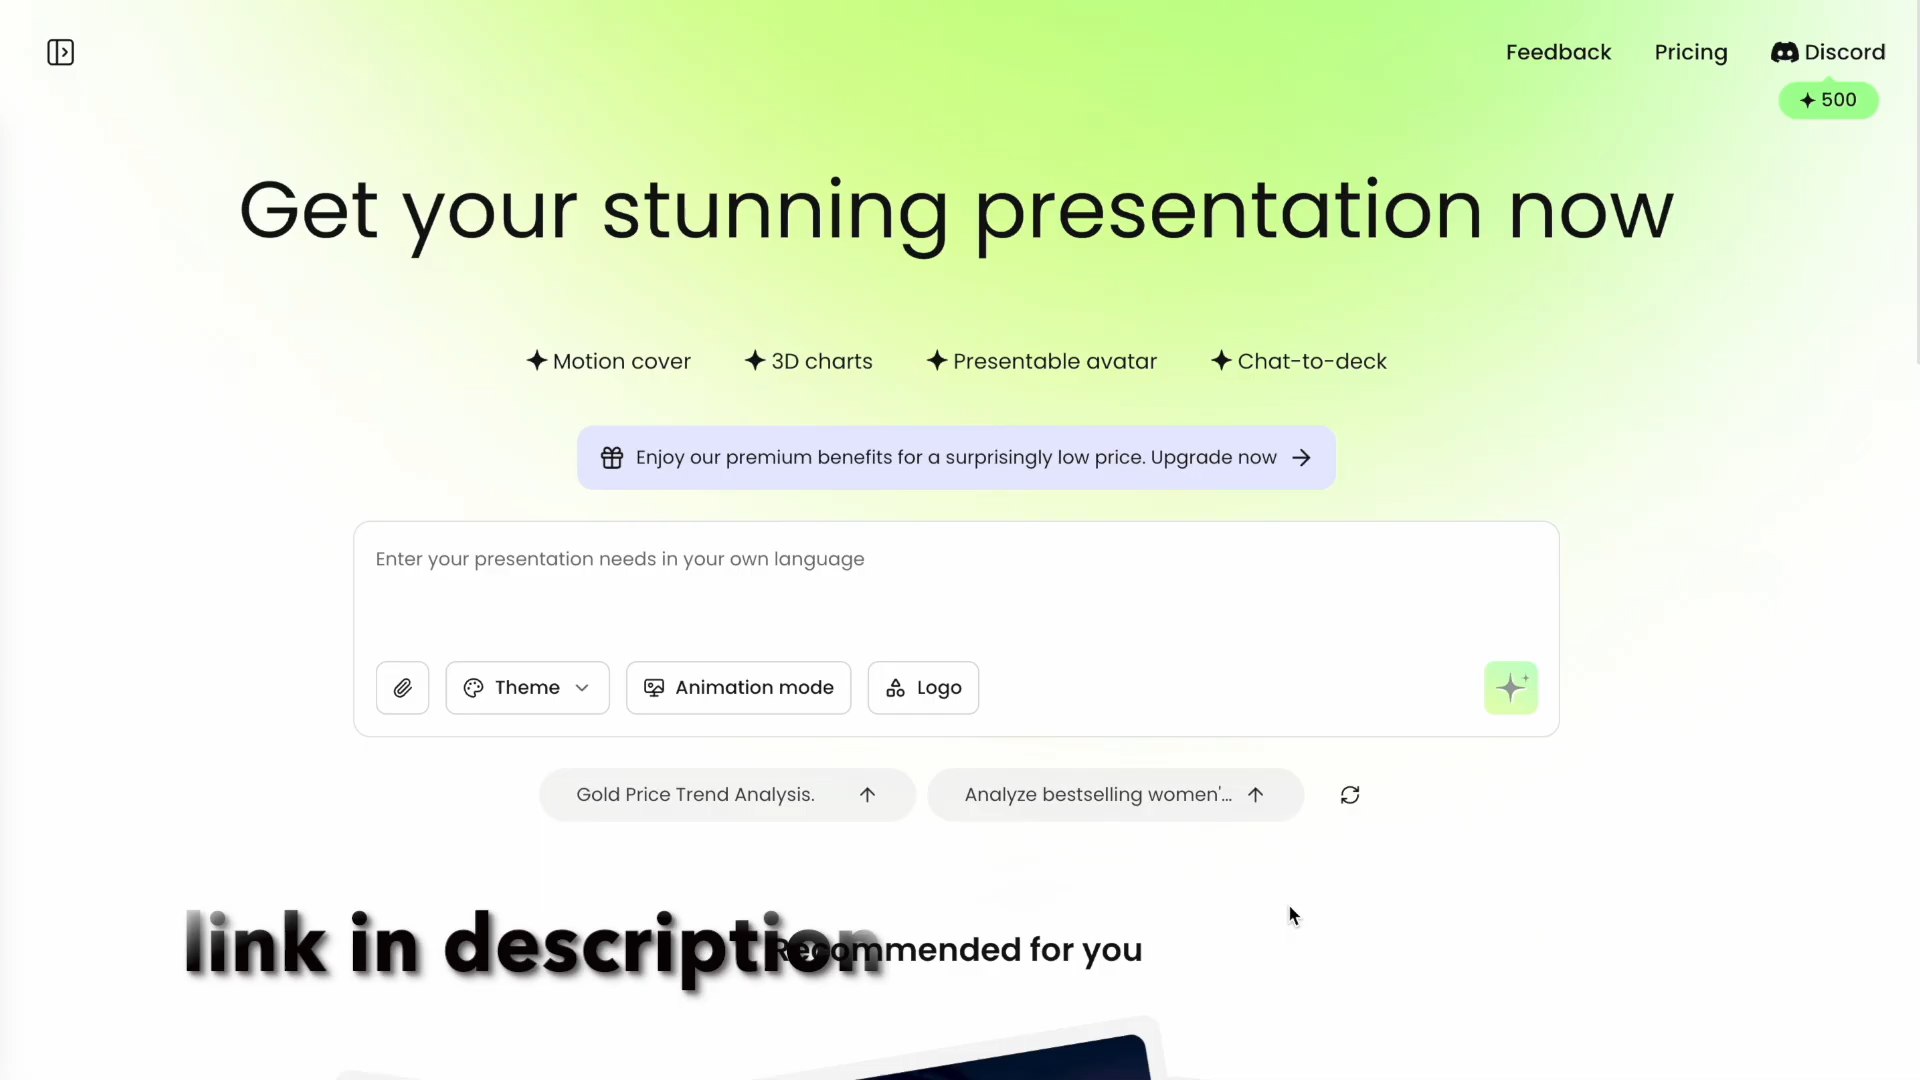 Feedback Pricing Discord
500
Get your stunning presentation now
Motion cover 3D charts Presentable avatar Chat-to-deck
Enjoy our premium benefits for a surprisingly low price. Upgrade now
Enter your presentation needs in your own language
Theme Animation mode Logo
Gold Price Trend Analysis. Analyze bestselling women'...
link in description
Recommended for you